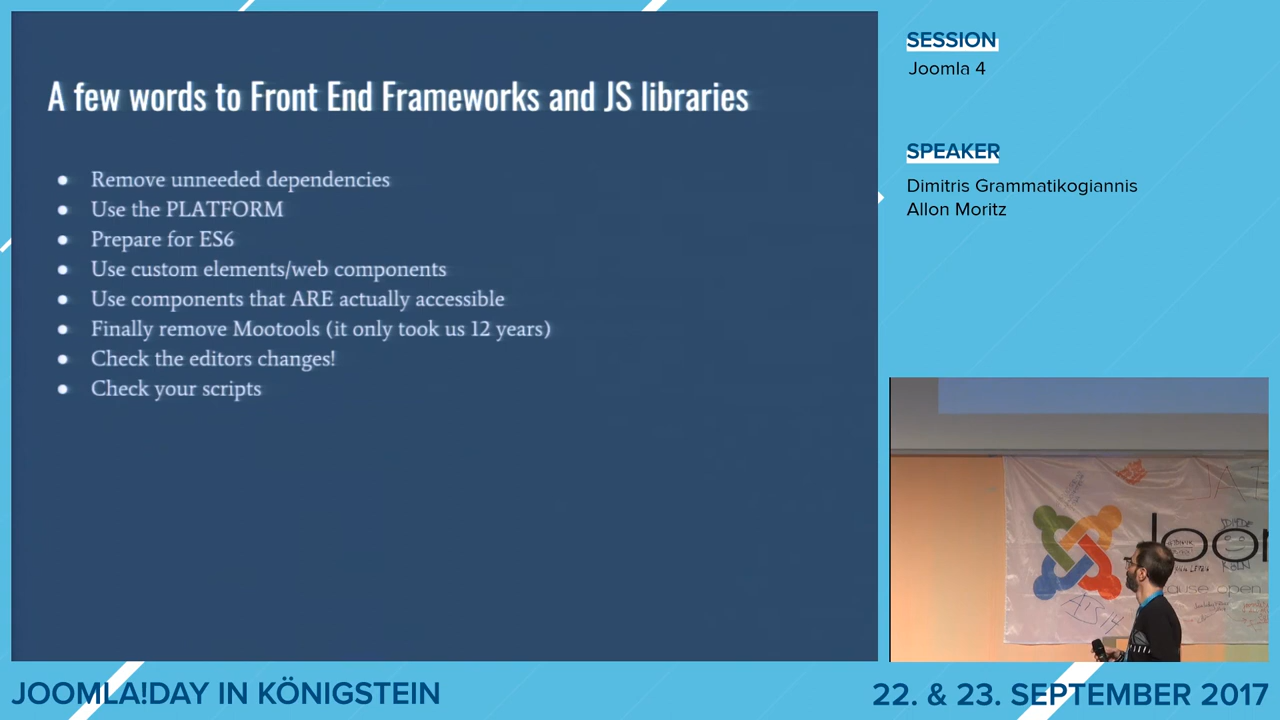 A few words to Front End Frameworks and JS libraries
● Remove unneeded dependencies
● Use the PLATFORM
● Prepare for ES6
● Use custom elements/web components
● Use components that ARE actually accessible
● Finally remove Mootools (it only took us 12 years)
● Check the editors changes!
● Check your scripts
SESSION
Joomla 4
SPEAKER
Dimitris Grammatikogiannis
Allon Moritz
JOOMLA!DAY IN KÖNIGSTEIN
22. & 23. SEPTEMBER 2017